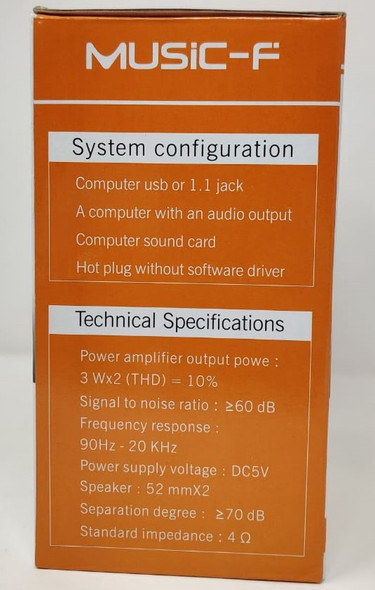 MUSiC-F
System configuration
Computer usb or 1.1 jack
A computer with an audio output
Computer sound card
Hot plug without software driver
Technical Specifications
Power amplifier output powe :
3 Wx2 (THD) = 10%
Signal to noise ratio : ≥60 dB
Frequency response :
90Hz - 20 KHz
Power supply voltage : DC5V
Speaker : 52 mmX2
Separation degree : ≥70 dB
Standard impedance : 4 Ω